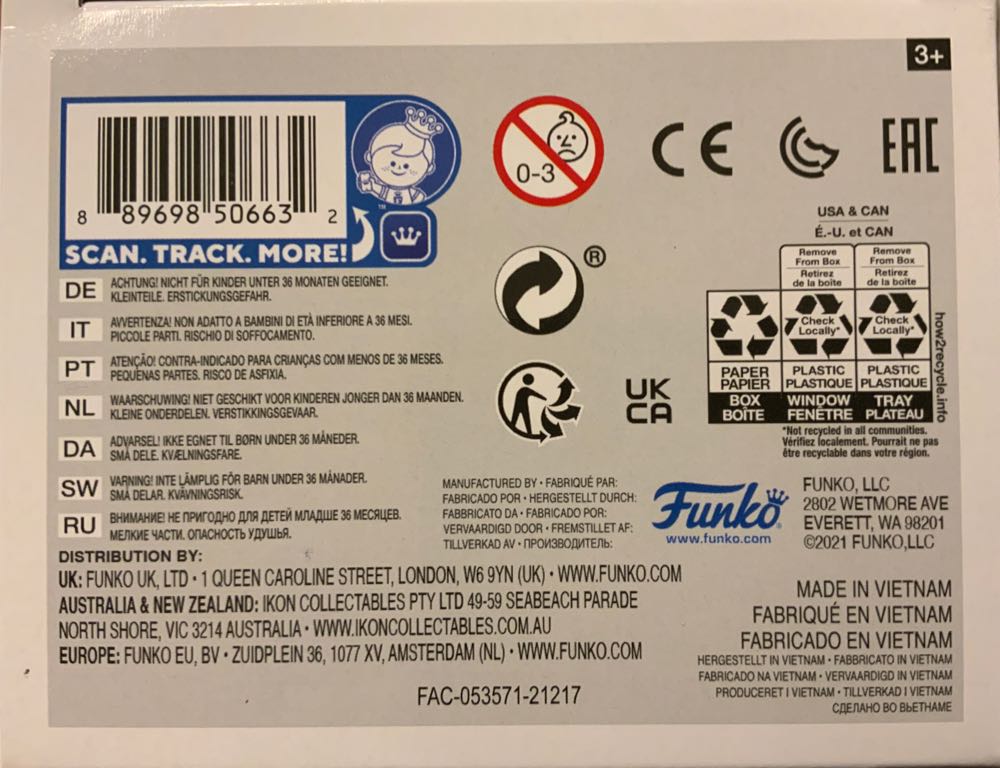 3+
8 89698 50663 2
SCAN. TRACK. MORE!
™
0-3
CE
EAC
®
UK
CA
USA & CAN
É.-U. et CAN
Remove From Box
Retirez de la boîte
Remove From Box
Retirez de la boîte
Check Locally*
Check Locally*
PAPER
PAPIER
PLASTIC
PLASTIQUE
PLASTIC
PLASTIQUE
BOX
BOÎTE
WINDOW
FENÊTRE
TRAY
PLATEAU
how2recycle.info
*Not recycled in all communities.
Vérifiez localement. Pourrait ne pas
être recyclable dans votre région.
DE ACHTUNG! NICHT FÜR KINDER UNTER 36 MONATEN GEEIGNET.
KLEINTEILE. ERSTICKUNGSGEFAHR.
IT AVVERTENZA! NON ADATTO A BAMBINI DI ETÀ INFERIORE A 36 MESI.
PICCOLE PARTI. RISCHIO DI SOFFOCAMENTO.
PT ATENÇÃO! CONTRA-INDICADO PARA CRIANÇAS COM MENOS DE 36 MESES.
PEQUENAS PARTES. RISCO DE ASFIXIA.
NL WAARSCHUWING! NIET GESCHIKT VOOR KINDEREN JONGER DAN 36 MAANDEN.
KLEINE ONDERDELEN. VERSTIKKINGSGEVAAR.
DA ADVARSEL! IKKE EGNET TIL BØRN UNDER 36 MÅNEDER.
SMÅ DELE. KVÆLNINGSFARE.
SW VARNING! INTE LÄMPLIG FÖR BARN UNDER 36 MÅNADER.
SMÅ DELAR. KVÄVNINGSRISK.
RU ВНИМАНИЕ! НЕ ПРИГОДНО ДЛЯ ДЕТЕЙ МЛАДШЕ 36 МЕСЯЦЕВ.
МЕЛКИЕ ЧАСТИ. ОПАСНОСТЬ УДУШЬЯ.
MANUFACTURED BY • FABRIQUÉ PAR:
FABRICADO POR • HERGESTELLT DURCH:
FABBRICATO DA • FABRICADO POR:
VERVAARDIGD DOOR • FREMSTILLET AF:
TILLVERKAD AV • ПРОИЗВОДИТЕЛЬ:
Funko
www.funko.com
FUNKO, LLC
2802 WETMORE AVE
EVERETT, WA 98201
©2021 FUNKO,LLC
DISTRIBUTION BY:
UK: FUNKO UK, LTD • 1 QUEEN CAROLINE STREET, LONDON, W6 9YN (UK) • WWW.FUNKO.COM
AUSTRALIA & NEW ZEALAND: IKON COLLECTABLES PTY LTD 49-59 SEABEACH PARADE
NORTH SHORE, VIC 3214 AUSTRALIA • WWW.IKONCOLLECTABLES.COM.AU
EUROPE: FUNKO EU, BV • ZUIDPLEIN 36, 1077 XV, AMSTERDAM (NL) • WWW.FUNKO.COM
FAC-053571-21217
MADE IN VIETNAM
FABRIQUÉ EN VIETNAM
FABRICADO EN VIETNAM
HERGESTELLT IN VIETNAM • FABBRICATO IN VIETNAM
FABRICADO NA VIETNAM • VERVAARDIGD IN VIETNAM
PRODUCERET I VIETNAM • TILLVERKAD I VIETNAM
СДЕЛАНО ВО ВЬЕТНАМЕ